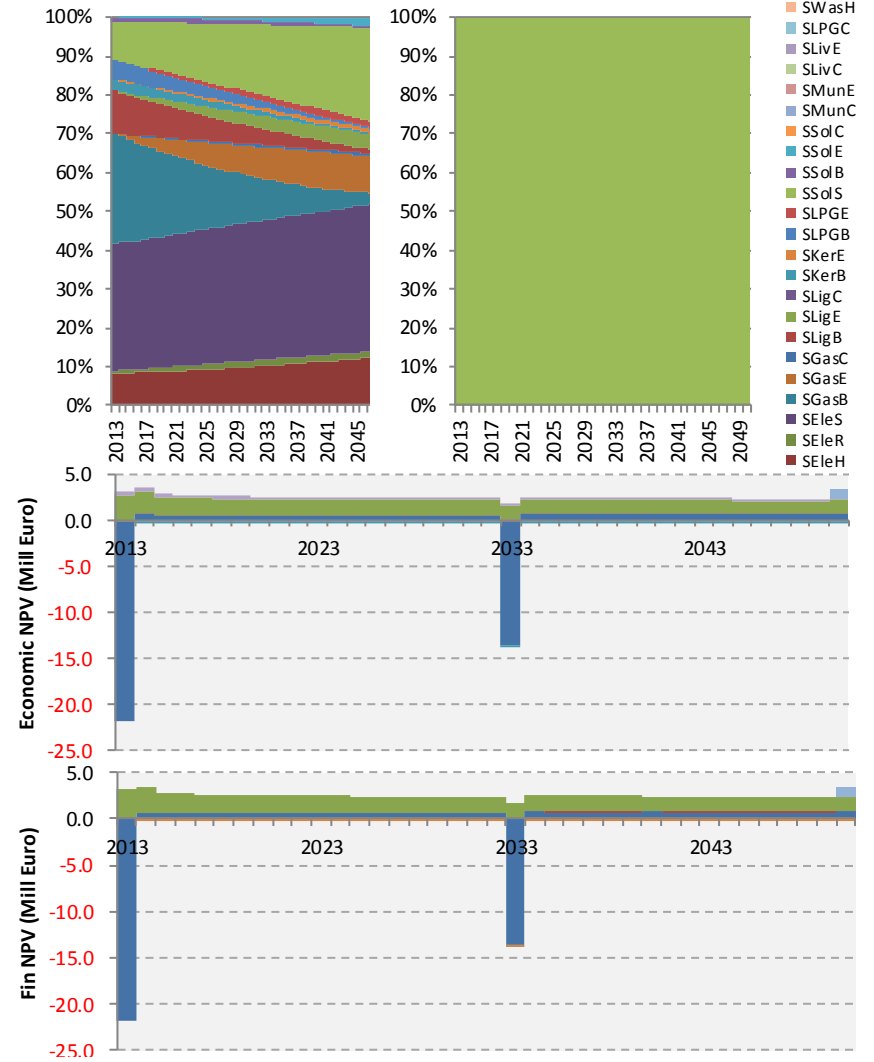 100%
90%
80%
70%
60%
50%
40%
30%
20%
10%
0%
2013
2017
2021
2025
2029
2033
2037
2041
2045
100%
90%
80%
70%
60%
50%
40%
30%
20%
10%
0%
2013
2017
2021
2025
2029
2033
2037
2041
2045
2049
SWasH
SLPGC
SLivE
SLivC
SMunE
SMunC
SSolC
SSolE
SSolB
SSolS
SLPGE
SLPGB
SKerE
SKerB
SLigC
SLigE
SLigB
SGasC
SGasE
SGasB
SEleS
SEleR
SEleH
Economic NPV (Mill Euro)
5.0
0.0
-5.0
-10.0
-15.0
-20.0
-25.0
2013
2023
2033
2043
Fin NPV (Mill Euro)
5.0
0.0
-5.0
-10.0
-15.0
-20.0
-25.0
2013
2023
2033
2043